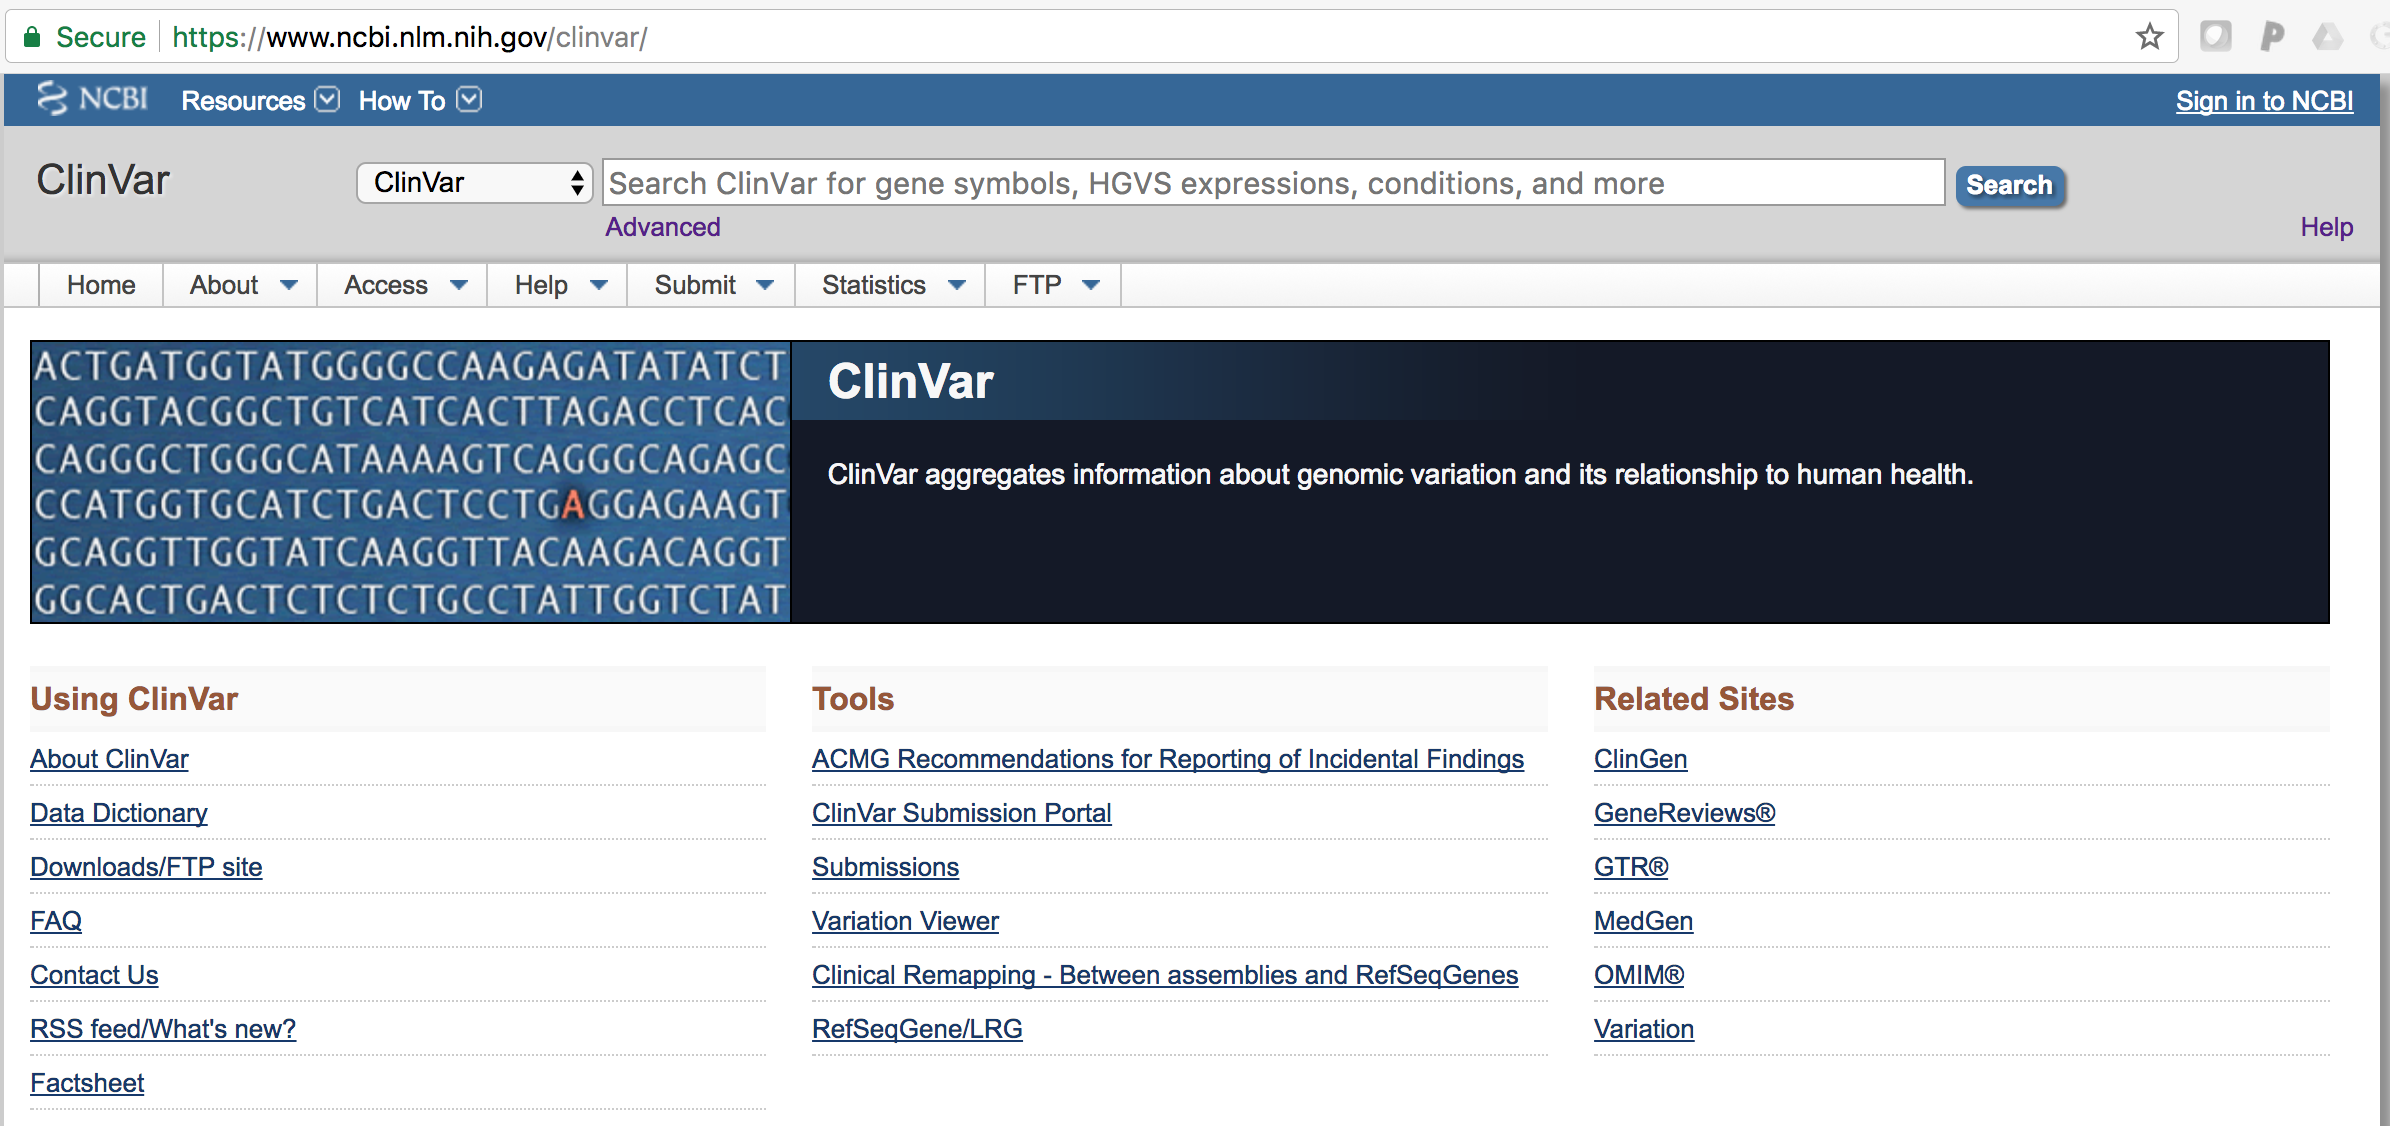 Secure https://www.ncbi.nlm.nih.gov/clinvar/
NCBI Resources How To Sign in to NCBI
ClinVar ClinVar Search ClinVar for gene symbols, HGVS expressions, conditions, and more Search
Advanced Help
Home About Access Help Submit Statistics FTP
ACTGATGGTATGGGGCCAAGAGATATATCT
CAGGTACGGCTGTCATCACTTAGACCTCAC
CAGGGCTGGGCATAAAAGTCAGGGCAGAGC
CCATGGTGCATCTGACTCCTGAGGAGAAGT
GCAGGTTGGTATCAAGGTTACAAGACAGGT
GGCACTGACTCTCTCTGCCTATTGGTCTAT
ClinVar
ClinVar aggregates information about genomic variation and its relationship to human health.
Using ClinVar
About ClinVar
Data Dictionary
Downloads/FTP site
FAQ
Contact Us
RSS feed/What's new?
Factsheet
Tools
ACMG Recommendations for Reporting of Incidental Findings
ClinVar Submission Portal
Submissions
Variation Viewer
Clinical Remapping - Between assemblies and RefSeqGenes
RefSeqGene/LRG
Related Sites
ClinGen
GeneReviews®
GTR®
MedGen
OMIM®
Variation